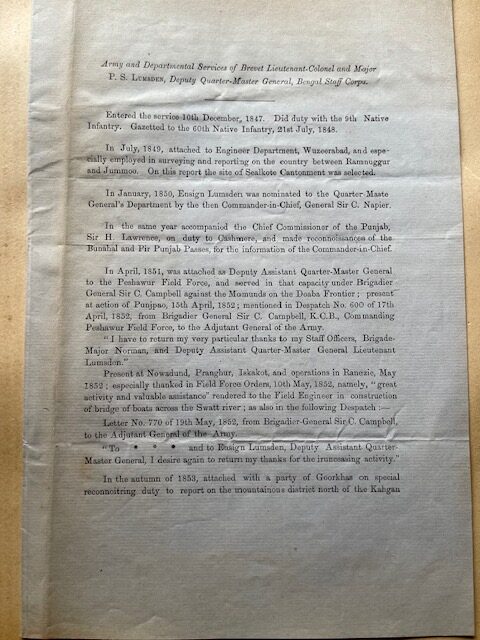 Army and Departmental Services of Brevet Lieutenant-Colonel and Major
P. S. LUMSDEN, Deputy Quarter-Master General, Bengal Staff Corps.
Entered the service 10th December, 1847. Did duty with the 9th Native
Infantry. Gazetted to the 60th Native Infantry, 21st July, 1848.
In July, 1849, attached to Engineer Department, Wuzeerabad, and espe-
cially employed in surveying and reporting on the country between Ramnuggur
and Jummoo. On this report the site of Sealkote Cantonment was selected.
In January, 1850, Ensign Lumsden was nominated to the Quarter Maste
General's Department by the then Commander-in-Chief, General Sir C. Napier.
In the same year accompanied the Chief Commissioner of the Punjab,
Sir H. Lawrence, on duty to Cashmere, and made reconnoissances of the
Bunahal and Pir Punjab Passes, for the information of the Commander-in-Chief.
In April, 1851, was attached as Deputy Assistant Quarter-Master General
to the Peshawur Field Force, and served in that capacity under Brigadier
General Sir C. Campbell against the Momunds on the Doaba Frontier; present
at action of Punjpao, 15th April, 1852; mentioned in Despatch No. 600 of 17th
April, 1852, from Brigadier General Sir C. Campbell, K.C.B., Commanding
Peshawur Field Force, to the Adjutant General of the Army.
"I have to return my very particular thanks to my Staff Officers, Brigade-
Major Norman, and Deputy Assistant Quarter-Master General Lieutenant
Lumsden."
Present at Nowadund, Pranghur, Iskakot, and operations in Ranezie, May
1852; especially thanked in Field Force Orders, 10th May, 1852, namely, "great
activity and valuable assistance" rendered to the Field Engineer in construction
of bridge of boats across the Swatt river; as also in the following Despatch:—
Letter No. 770 of 19th May, 1852, from Brigadier-General Sir C. Campbell,
to the Adjutant General of the Army.
"To * * * and to Ensign Lumsden, Deputy Assistant Quarter-
Master General, I desire again to return my thanks for the activity."
In the autumn of 1853, attached with a party of Goorkhas on special
reconnoitring duty to report on the mountainous district north of the Kahgan